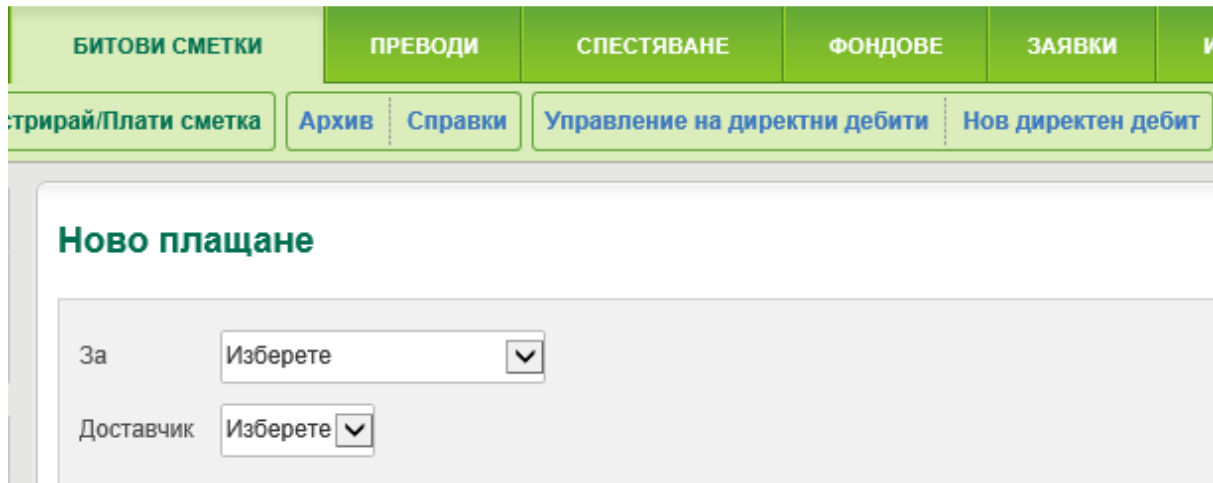 БИТОВИ СМЕТКИ ПРЕВОДИ СПЕСТЯВАНЕ ФОНДОВЕ ЗАЯВКИ
стрирай/Плати сметка Архив Справки Управление на директни дебити Нов директен дебит
Ново плащане
За Изберете
Доставчик Изберете